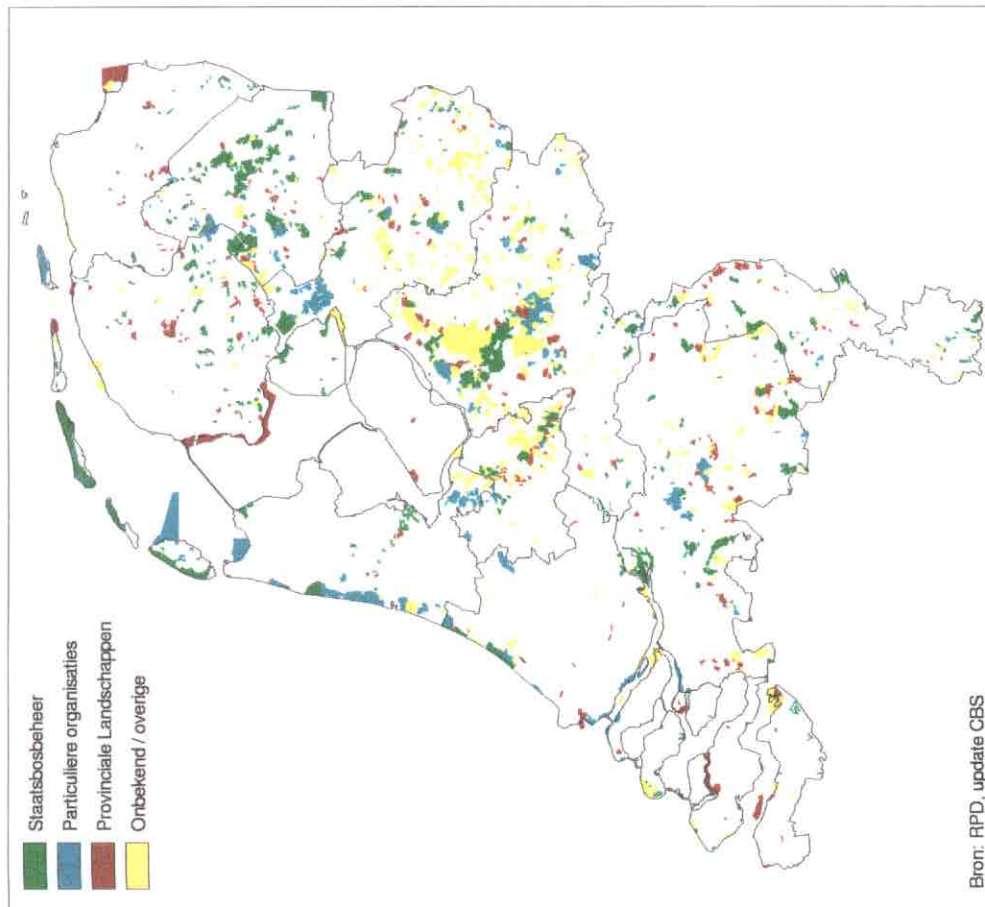 Staatsbosbeheer
Particuliere organisaties
Provinciale Landschappen
Onbekend / overige
Bron: RPD, update CBS